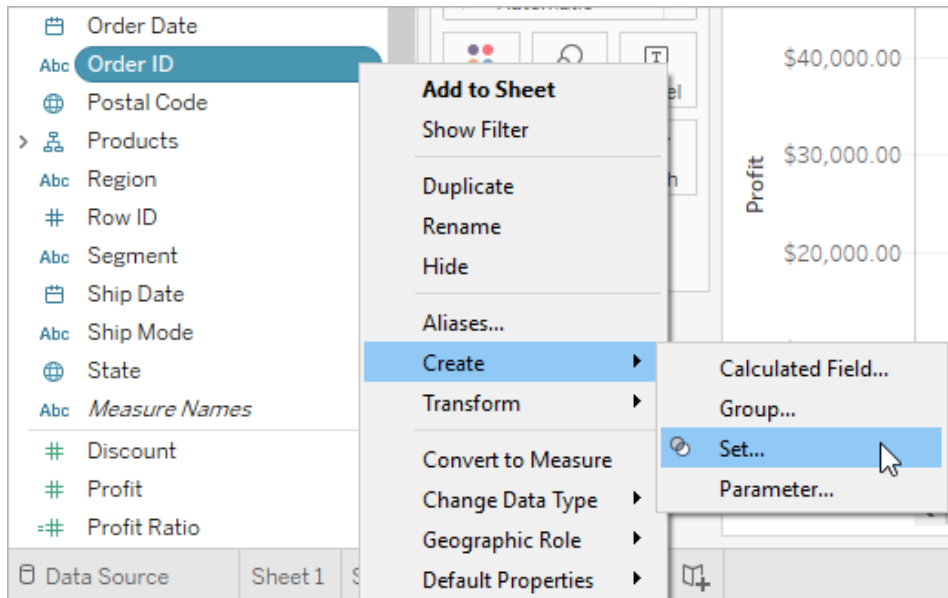 Order Date
Abc Order ID
Postal Code
Products
Abc Region
# Row ID
Abc Segment
Ship Date
Abc Ship Mode
State
Abc Measure Names
# Discount
# Profit
=# Profit Ratio
Data Source
Sheet 1
Automatic
T
Add to Sheet
Show Filter
Duplicate
Rename
Hide
Aliases...
Create
Transform
Convert to Measure
Change Data Type
Geographic Role
Default Properties
Calculated Field...
Group...
Set...
Parameter...
Profit
$40,000.00
$30,000.00
$20,000.00